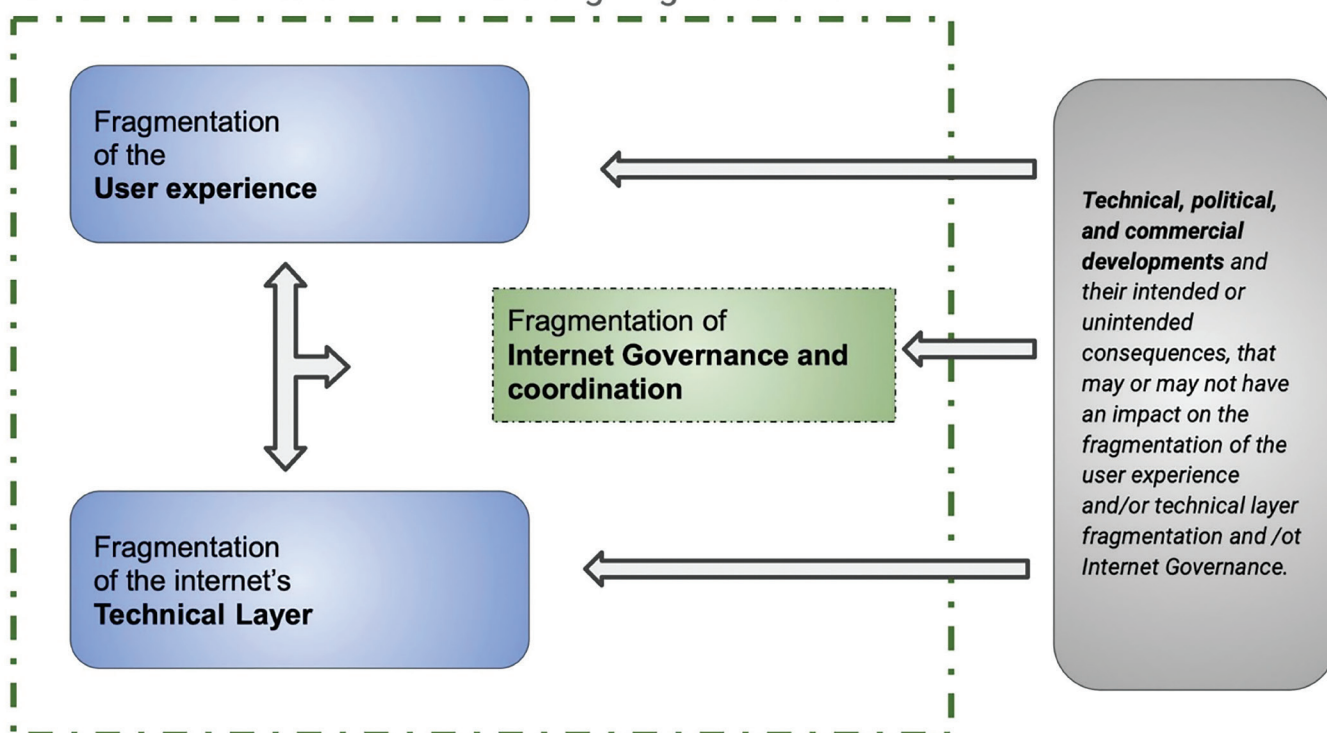 Fragmentation
of the
User experience
Fragmentation of
Internet Governance and
coordination
Fragmentation
of the internet’s
Technical Layer
Technical, political,
and commercial
developments and
their intended or
unintended
consequences, that
may or may not have
an impact on the
fragmentation of the
user experience
and/or technical layer
fragmentation and /ot
Internet Governance.